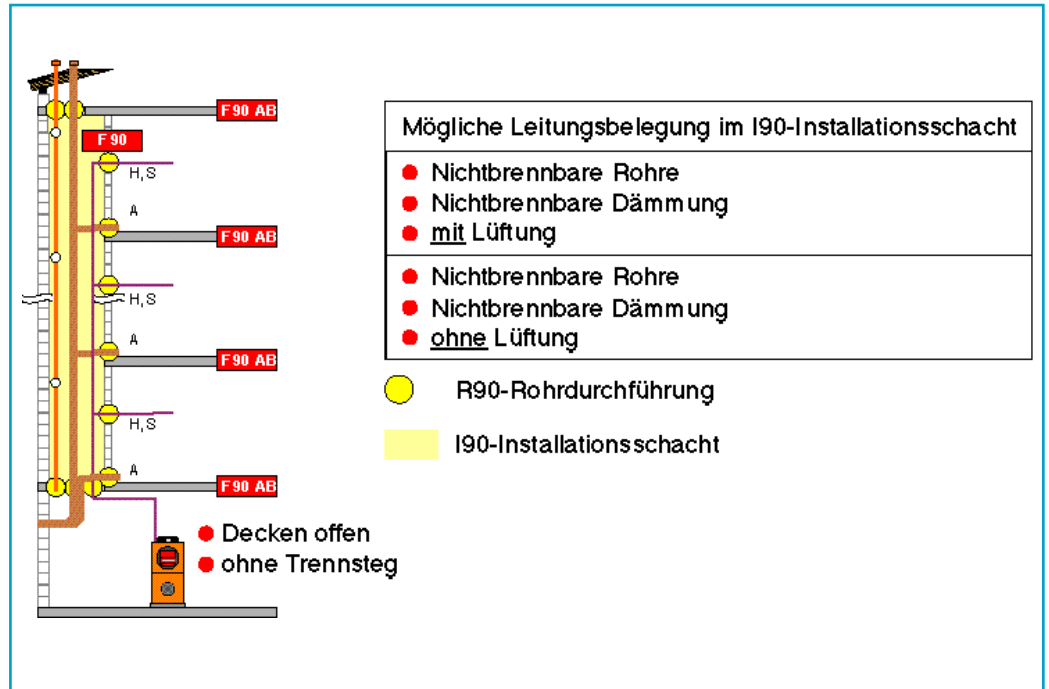 F90 AB
F90
H,S
A
F90 AB
H,S
A
F90 AB
H,S
A
F90 AB
Decken offen
ohne Trennsteg
Mögliche Leitungsbelegung im I90-Installationsschacht
Nichtbrennbare Rohre
Nichtbrennbare Dämmung
mit Lüftung
Nichtbrennbare Rohre
Nichtbrennbare Dämmung
ohne Lüftung
R90-Rohrdurchführung
I90-Installationsschacht